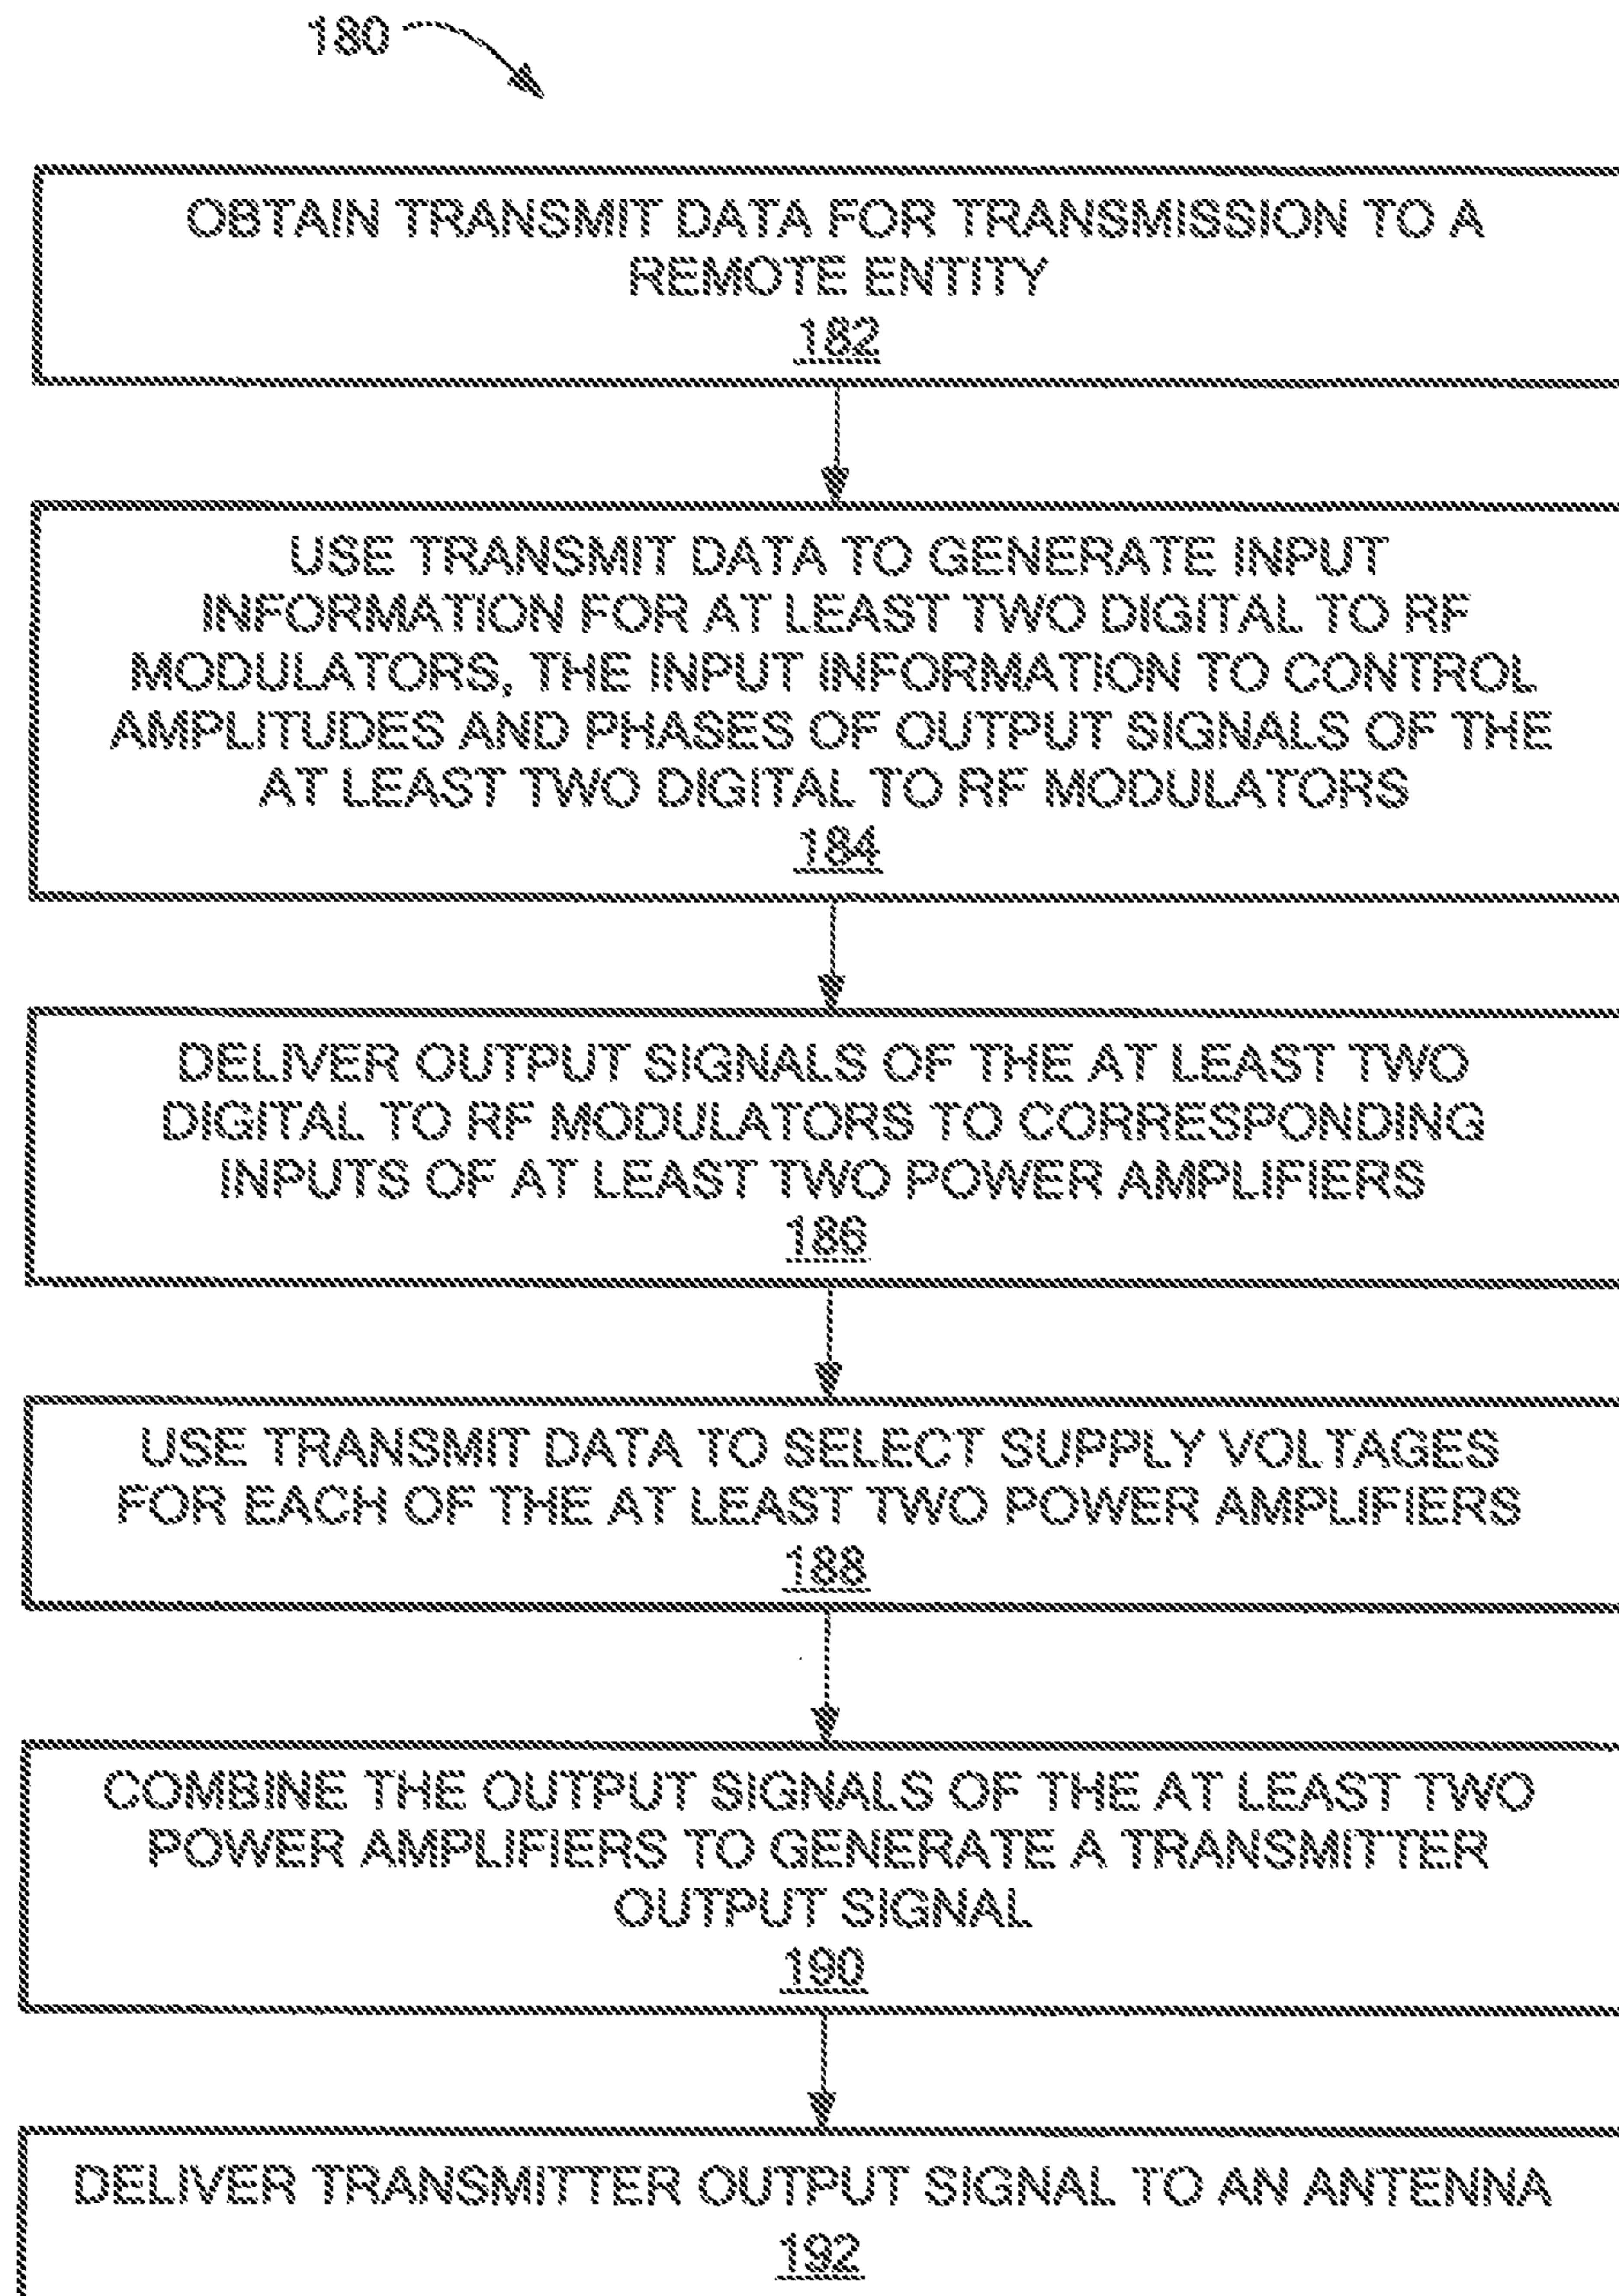 180
OBTAIN TRANSMIT DATA FOR TRANSMISSION TO A
REMOTE ENTITY
182
USE TRANSMIT DATA TO GENERATE INPUT
INFORMATION FOR AT LEAST TWO DIGITAL TO RF
MODULATORS, THE INPUT INFORMATION TO CONTROL
AMPLITUDES AND PHASES OF OUTPUT SIGNALS OF THE
AT LEAST TWO DIGITAL TO RF MODULATORS
184
DELIVER OUTPUT SIGNALS OF THE AT LEAST TWO
DIGITAL TO RF MODULATORS TO CORRESPONDING
INPUTS OF AT LEAST TWO POWER AMPLIFIERS
186
USE TRANSMIT DATA TO SELECT SUPPLY VOLTAGES
FOR EACH OF THE AT LEAST TWO POWER AMPLIFIERS
188
COMBINE THE OUTPUT SIGNALS OF THE AT LEAST TWO
POWER AMPLIFIERS TO GENERATE A TRANSMITTER
OUTPUT SIGNAL
190
DELIVER TRANSMITTER OUTPUT SIGNAL TO AN ANTENNA
192